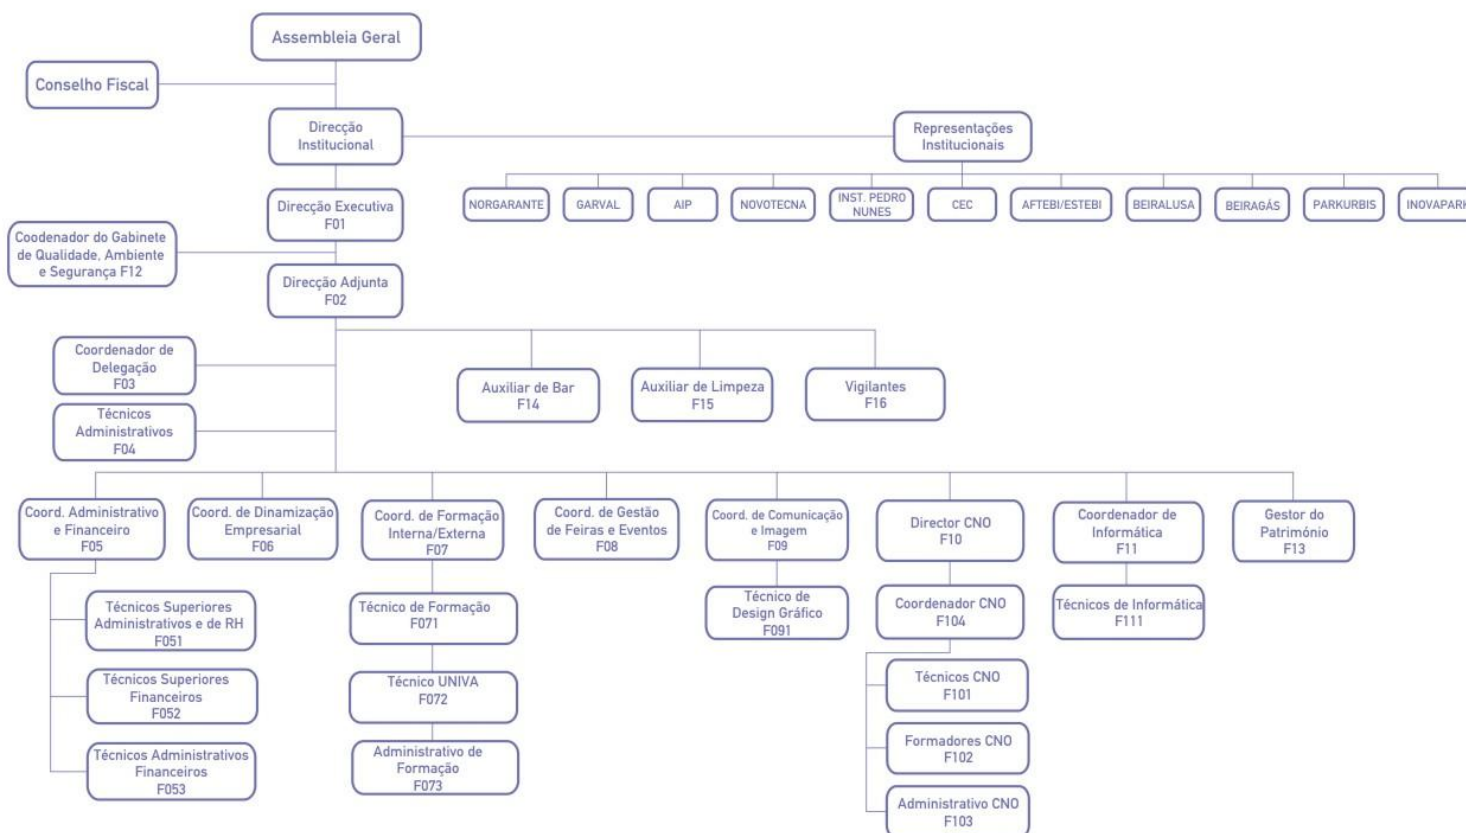 Assembleia Geral
Conselho Fiscal
Direcção
Institucional
Representações
Institucionais
Direcção Executiva
F01
NORGARANTE
GARVAL
AIP
NOVOTECNA
INST. PEDRO
NUNES
CEC
AFTEBI/ESTEBI
BEIRALUSA
BEIRAGÁS
PARKURBIS
INOVAPARK
Coodenador do Gabinete
de Qualidade, Ambiente
e Segurança F12
Direcção Adjunta
F02
Coordenador de
Delegação
F03
Auxiliar de Bar
F14
Auxiliar de Limpeza
F15
Vigilantes
F16
Técnicos
Administrativos
F04
Coord. Administrativo
e Financeiro
F05
Coord. de Dinamização
Empresarial
F06
Coord. de Formação
Interna/Externa
F07
Coord. de Gestão
de Feiras e Eventos
F08
Coord. de Comunicação
e Imagem
F09
Director CNO
F10
Coordenador de
Informática
F11
Gestor do
Património
F13
Técnicos Superiores
Administrativos e de RH
F051
Técnicos Superiores
Financeiros
F052
Técnicos Administrativos
Financeiros
F053
Técnico de Formação
F071
Técnico UNIVA
F072
Administrativo de
Formação
F073
Técnico de
Design Gráfico
F091
Coordenador CNO
F104
Técnicos CNO
F101
Formadores CNO
F102
Administrativo CNO
F103
Técnicos de Informática
F111